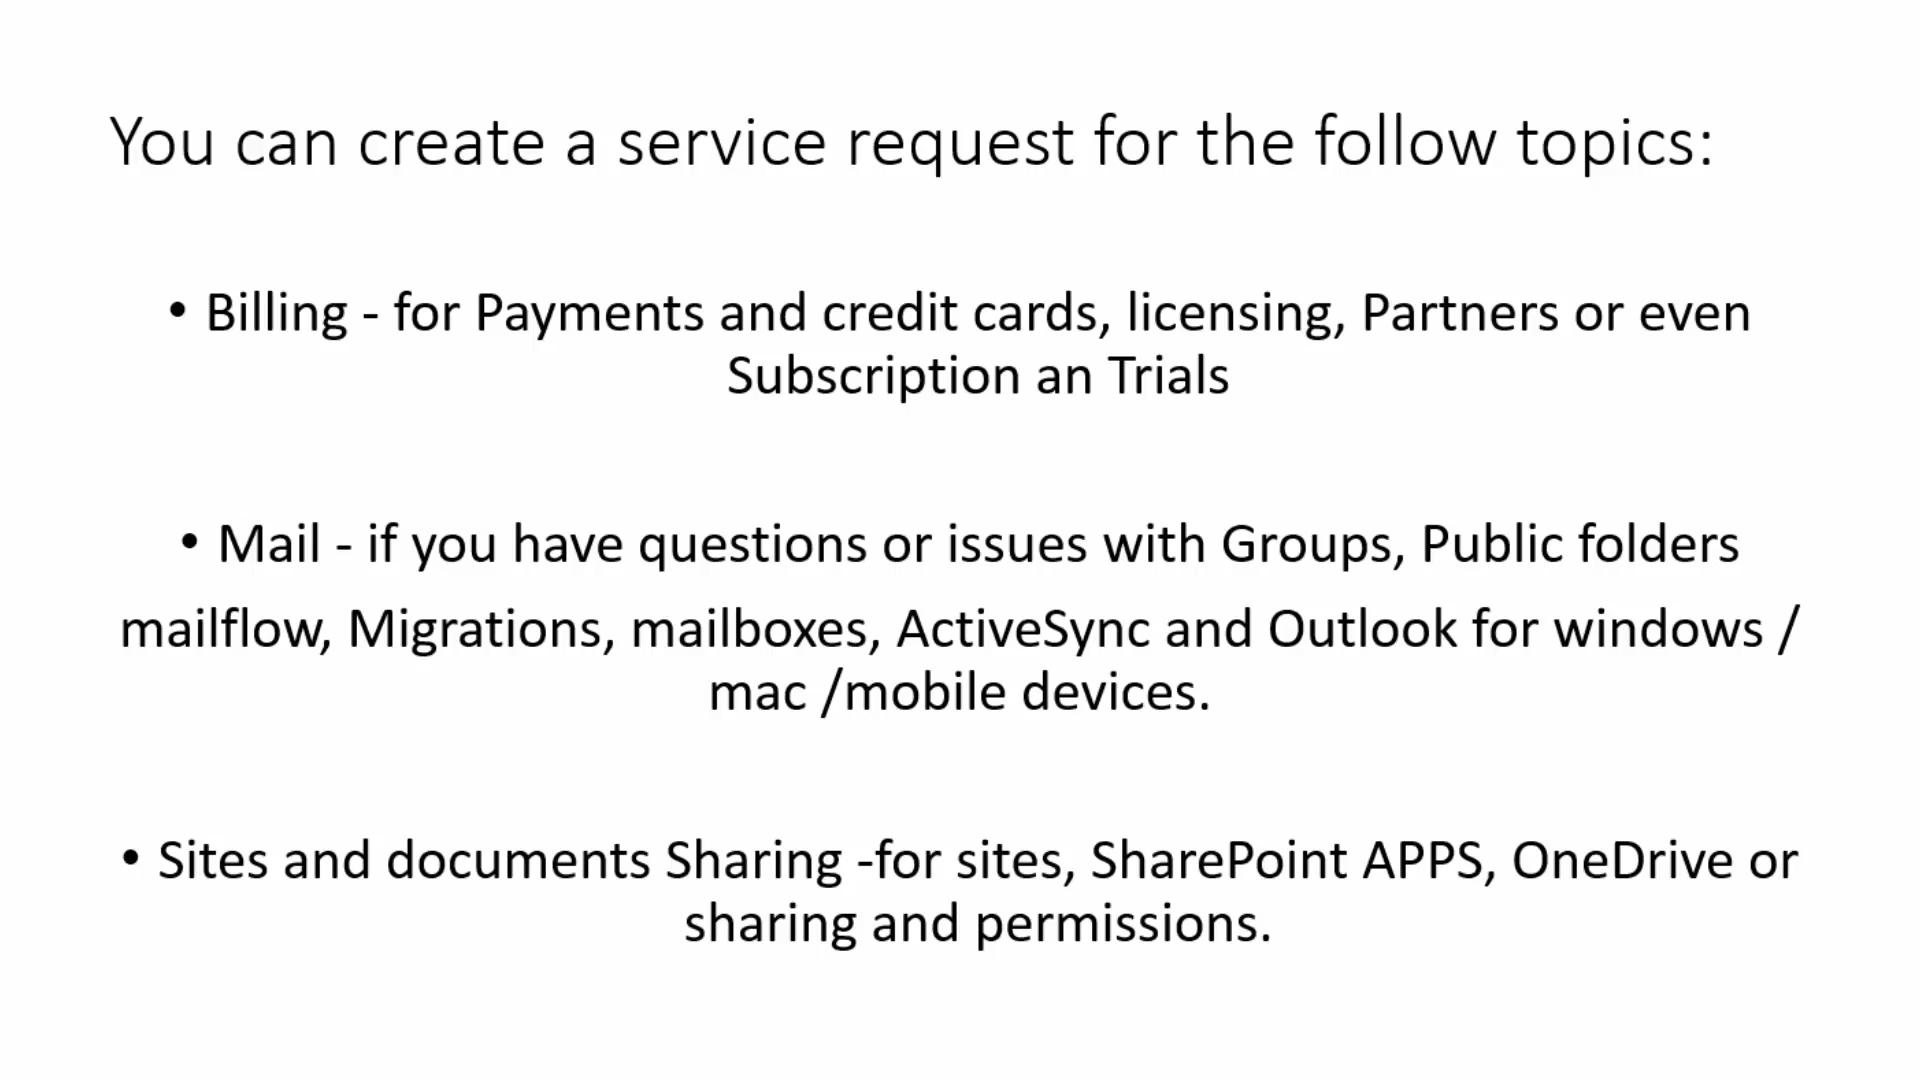 You can create a service request for the follow topics:
• Billing - for Payments and credit cards, licensing, Partners or even
Subscription an Trials
• Mail - if you have questions or issues with Groups, Public folders
mailflow, Migrations, mailboxes, ActiveSync and Outlook for windows /
mac /mobile devices.
• Sites and documents Sharing -for sites, SharePoint APPS, OneDrive or
sharing and permissions.